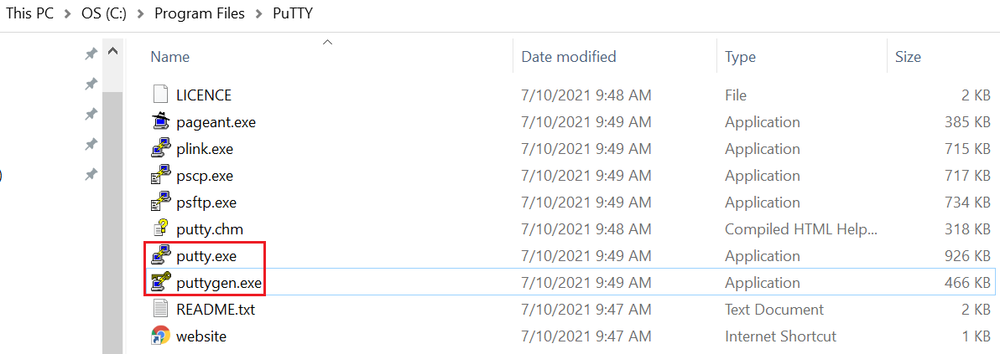 This PC > OS (C:) > Program Files > PuTTY
Name Date modified Type Size
LICENCE 7/10/2021 9:48 AM File 2 KB
pageant.exe 7/10/2021 9:49 AM Application 385 KB
plink.exe 7/10/2021 9:49 AM Application 715 KB
pscp.exe 7/10/2021 9:49 AM Application 717 KB
psftp.exe 7/10/2021 9:49 AM Application 734 KB
putty.chm 7/10/2021 9:48 AM Compiled HTML Help... 318 KB
putty.exe 7/10/2021 9:49 AM Application 926 KB
puttygen.exe 7/10/2021 9:49 AM Application 466 KB
README.txt 7/10/2021 9:47 AM Text Document 2 KB
website 7/10/2021 9:47 AM Internet Shortcut 1 KB